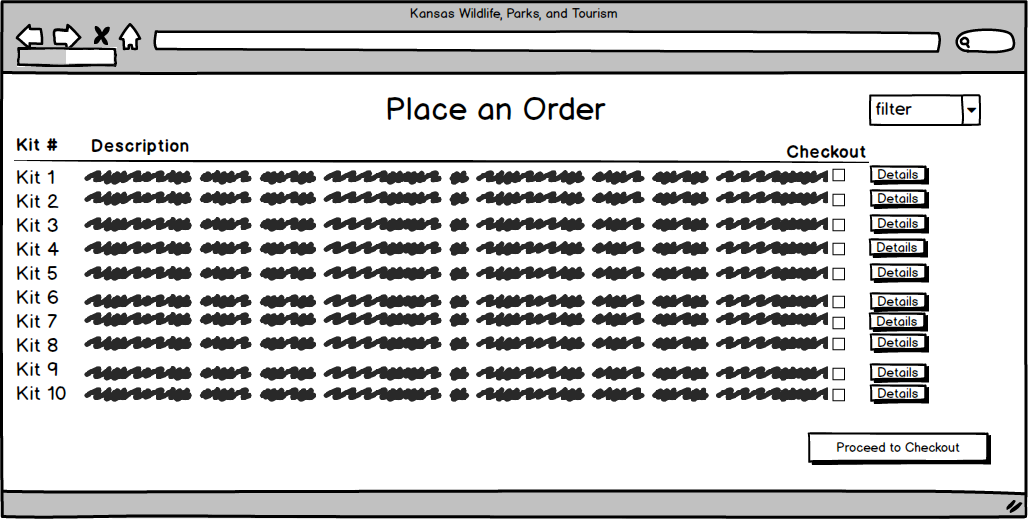 Kansas Wildlife, Parks, and Tourism
Place an Order
filter
Kit # Description Checkout
Kit 1 Details
Kit 2 Details
Kit 3 Details
Kit 4 Details
Kit 5 Details
Kit 6 Details
Kit 7 Details
Kit 8 Details
Kit 9 Details
Kit 10 Details
Proceed to Checkout